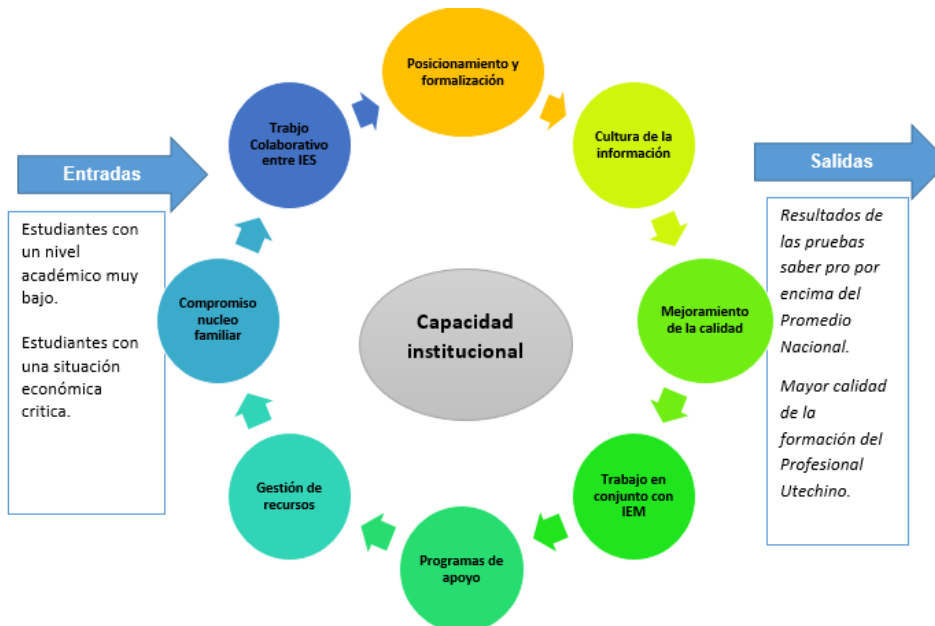 Posicionamiento y
formalización
Trabjo
Colaborativo
entre IES
Cultura de la
información
Entradas
Salidas
Estudiantes con
un nivel
académico muy
bajo.
Estudiantes con
una situación
económica
critica.
Compromiso
nucleo
familiar
Capacidad
institucional
Mejoramiento
de la calidad
Resultados de
las pruebas
saber pro por
encima del
Promedio
Nacional.
Mayor calidad
de la
formación del
Profesional
Utechino.
Gestión de
recursos
Trabajo en
conjunto con
IEM
Programas de
apoyo